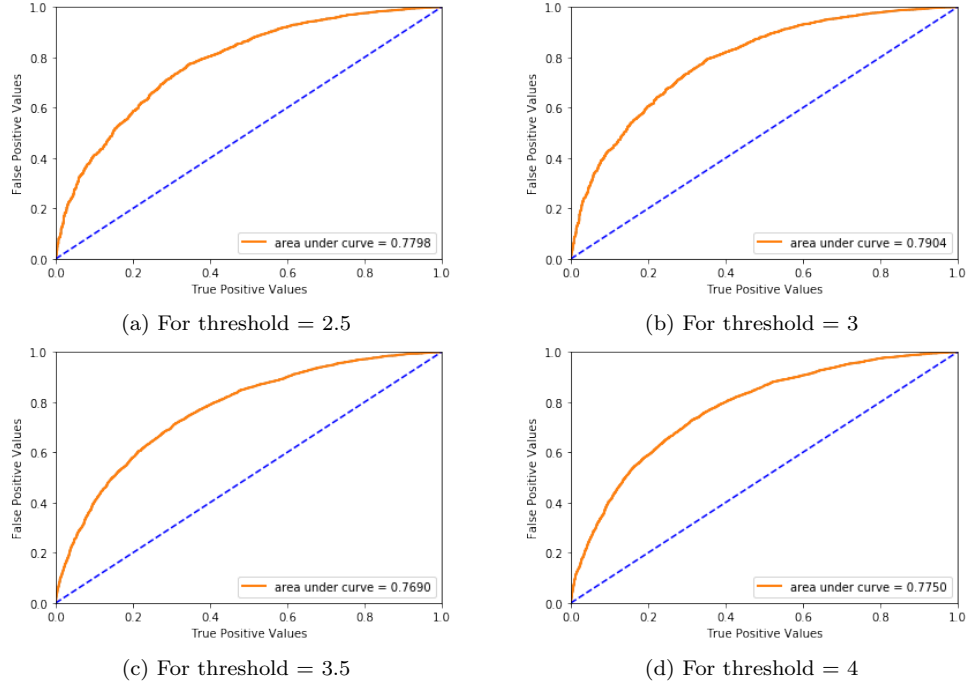 1.0
0.8
0.6
0.4
0.2
0.0
False Positive Values
area under curve = 0.7798
0.0 0.2 0.4 0.6 0.8 1.0
True Positive Values
(a) For threshold = 2.5
1.0
0.8
0.6
0.4
0.2
0.0
False Positive Values
area under curve = 0.7904
0.0 0.2 0.4 0.6 0.8 1.0
True Positive Values
(b) For threshold = 3
1.0
0.8
0.6
0.4
0.2
0.0
False Positive Values
area under curve = 0.7690
0.0 0.2 0.4 0.6 0.8 1.0
True Positive Values
(c) For threshold = 3.5
1.0
0.8
0.6
0.4
0.2
0.0
False Positive Values
area under curve = 0.7750
0.0 0.2 0.4 0.6 0.8 1.0
True Positive Values
(d) For threshold = 4